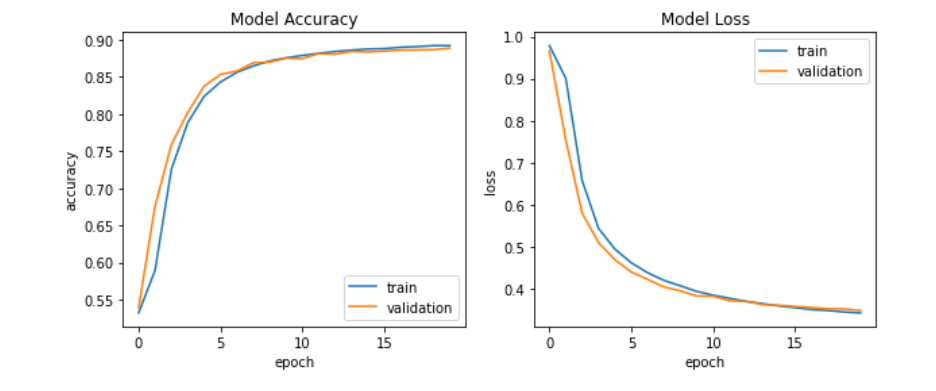 Model Accuracy
0.90
0.85
0.80
0.75
0.70
0.65
0.60
0.55
accuracy
train
validation
0
5
10
15
epoch
Model Loss
1.0
0.9
0.8
0.7
0.6
0.5
0.4
loss
train
validation
0
5
10
15
epoch